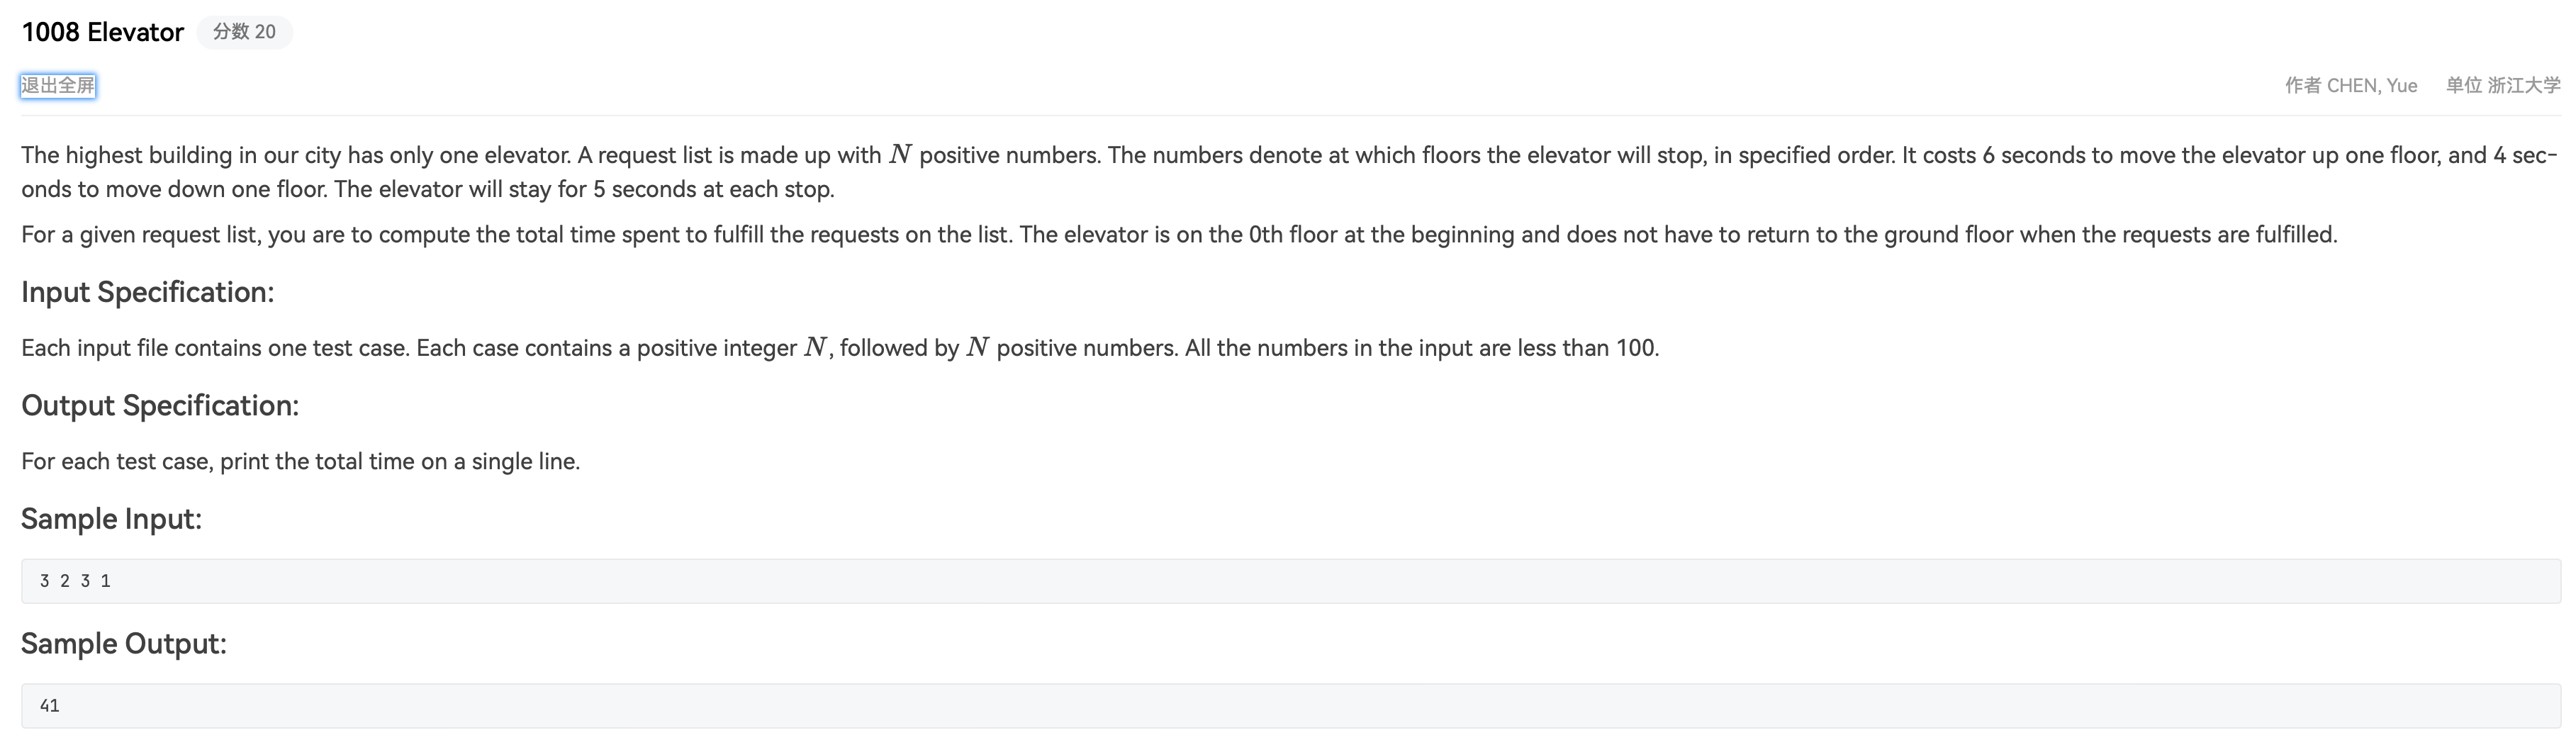 1008 Elevator 分数 20
退出全屏 作者 CHEN, Yue 单位 浙江大学
The highest building in our city has only one elevator. A request list is made up with N positive numbers. The numbers denote at which floors the elevator will stop, in specified order. It costs 6 seconds to move the elevator up one floor, and 4 sec-
onds to move down one floor. The elevator will stay for 5 seconds at each stop.
For a given request list, you are to compute the total time spent to fulfill the requests on the list. The elevator is on the 0th floor at the beginning and does not have to return to the ground floor when the requests are fulfilled.
Input Specification:
Each input file contains one test case. Each case contains a positive integer N, followed by N positive numbers. All the numbers in the input are less than 100.
Output Specification:
For each test case, print the total time on a single line.
Sample Input:
3 2 3 1
Sample Output:
41